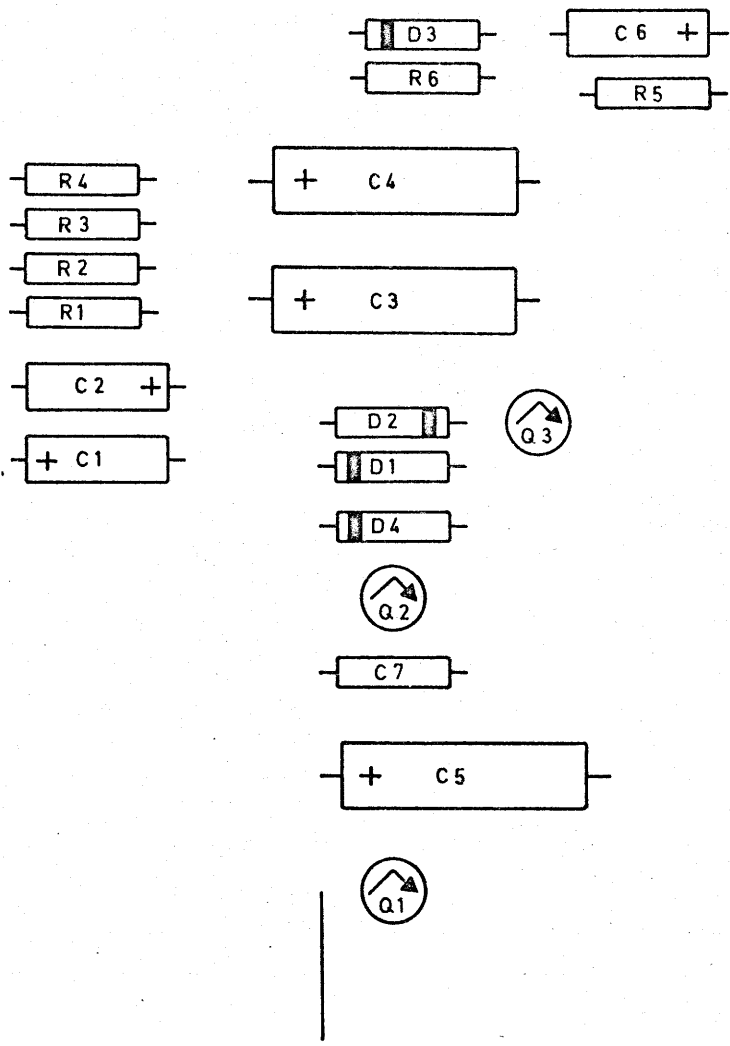 D3
C6 +
R6
R5
R4
+ C4
R3
R2
R1
+ C3
C2 +
D2
Q3
+ C1
D1
D4
Q2
C7
+ C5
Q1